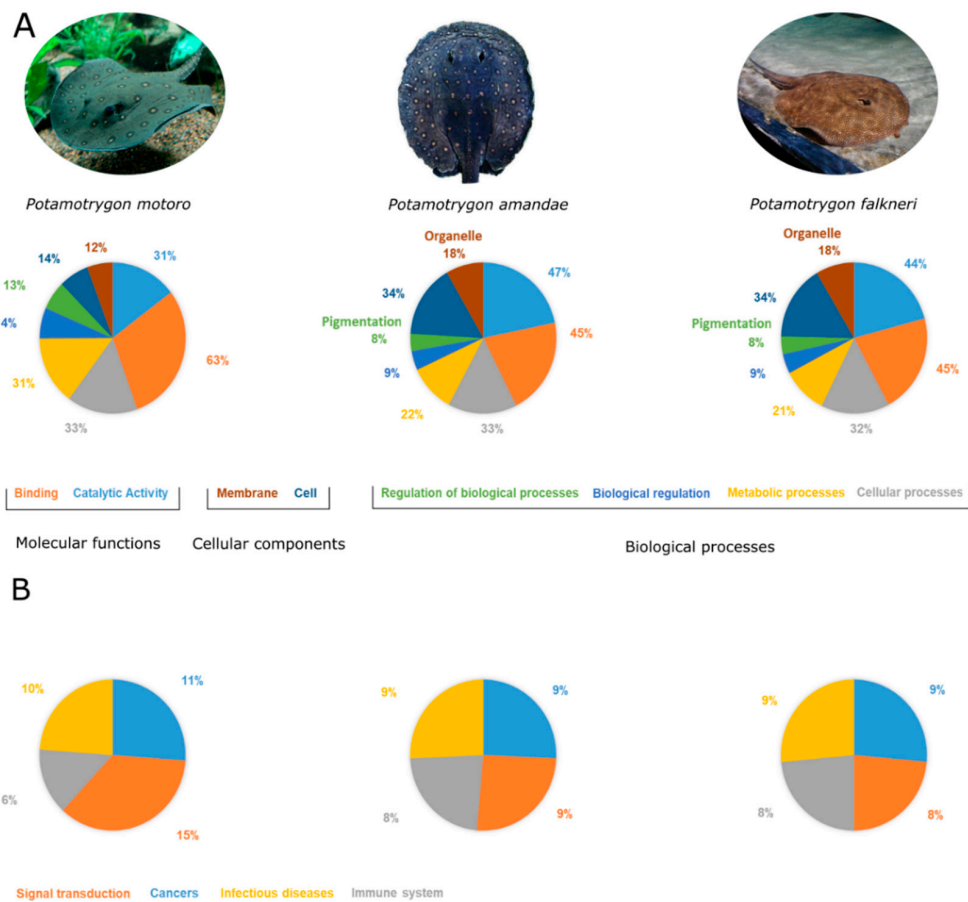 A
Potamotrygon motoro
Potamotrygon amandae
Potamotrygon falkneri
12%
14%
31%
13%
4%
63%
31%
33%
Organelle
18%
47%
34%
Pigmentation
8%
45%
9%
22%
33%
Organelle
18%
44%
34%
Pigmentation
8%
9%
45%
21%
32%
Binding Catalytic Activity
Membrane Cell
Regulation of biological processes Biological regulation Metabolic processes Cellular processes
Molecular functions
Cellular components
Biological processes
B
10%
11%
6%
15%
9%
9%
8%
9%
9%
9%
8%
8%
Signal transduction Cancers Infectious diseases Immune system